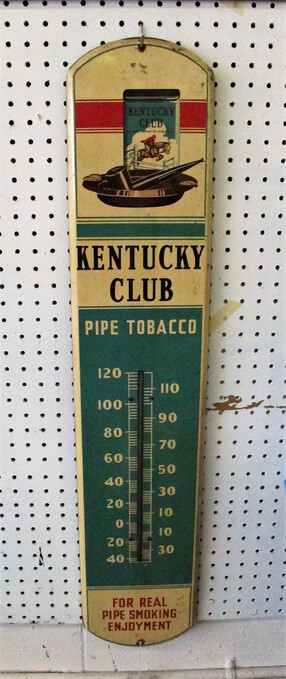 KENTUCKY
CLUB
KENTUCKY
CLUB
PIPE TOBACCO
120
110
100
90
80
70
60
50
40
30
20
10
0
10
20
30
40
FOR REAL
PIPE SMOKING
ENJOYMENT